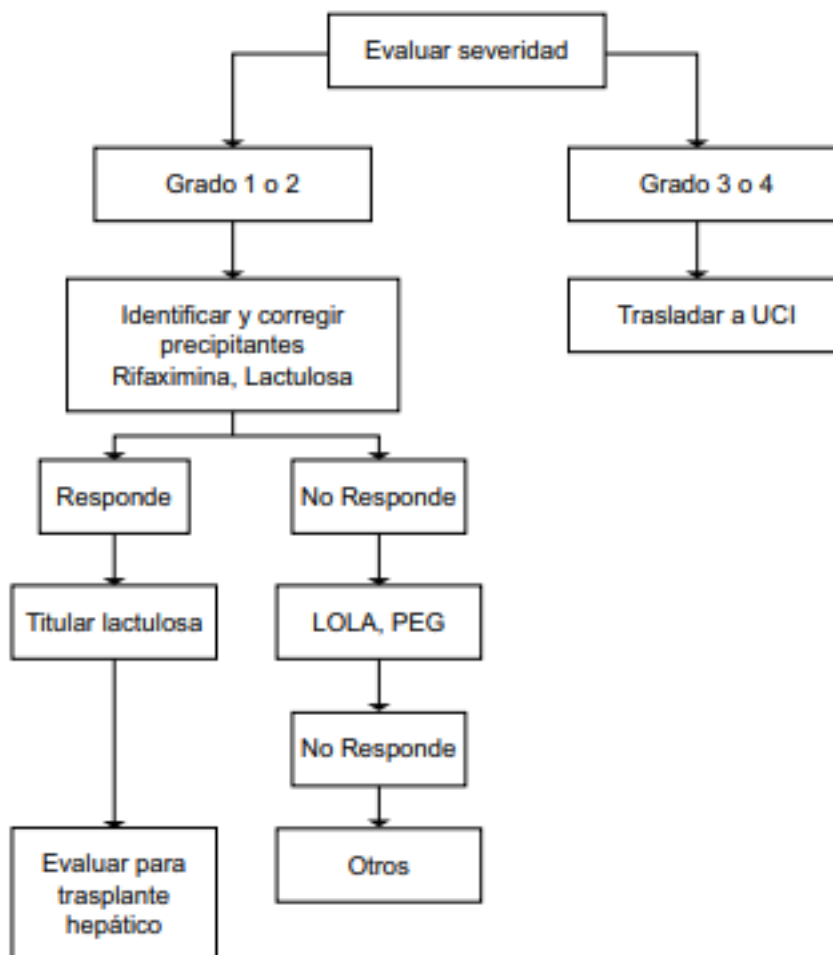 Evaluar severidad
Grado 1 o 2
Grado 3 o 4
Identificar y corregir
precipitantes
Rifaximina, Lactulosa
Trasladar a UCI
Responde
No Responde
Titular lactulosa
LOLA, PEG
No Responde
Evaluar para
trasplante
hepático
Otros